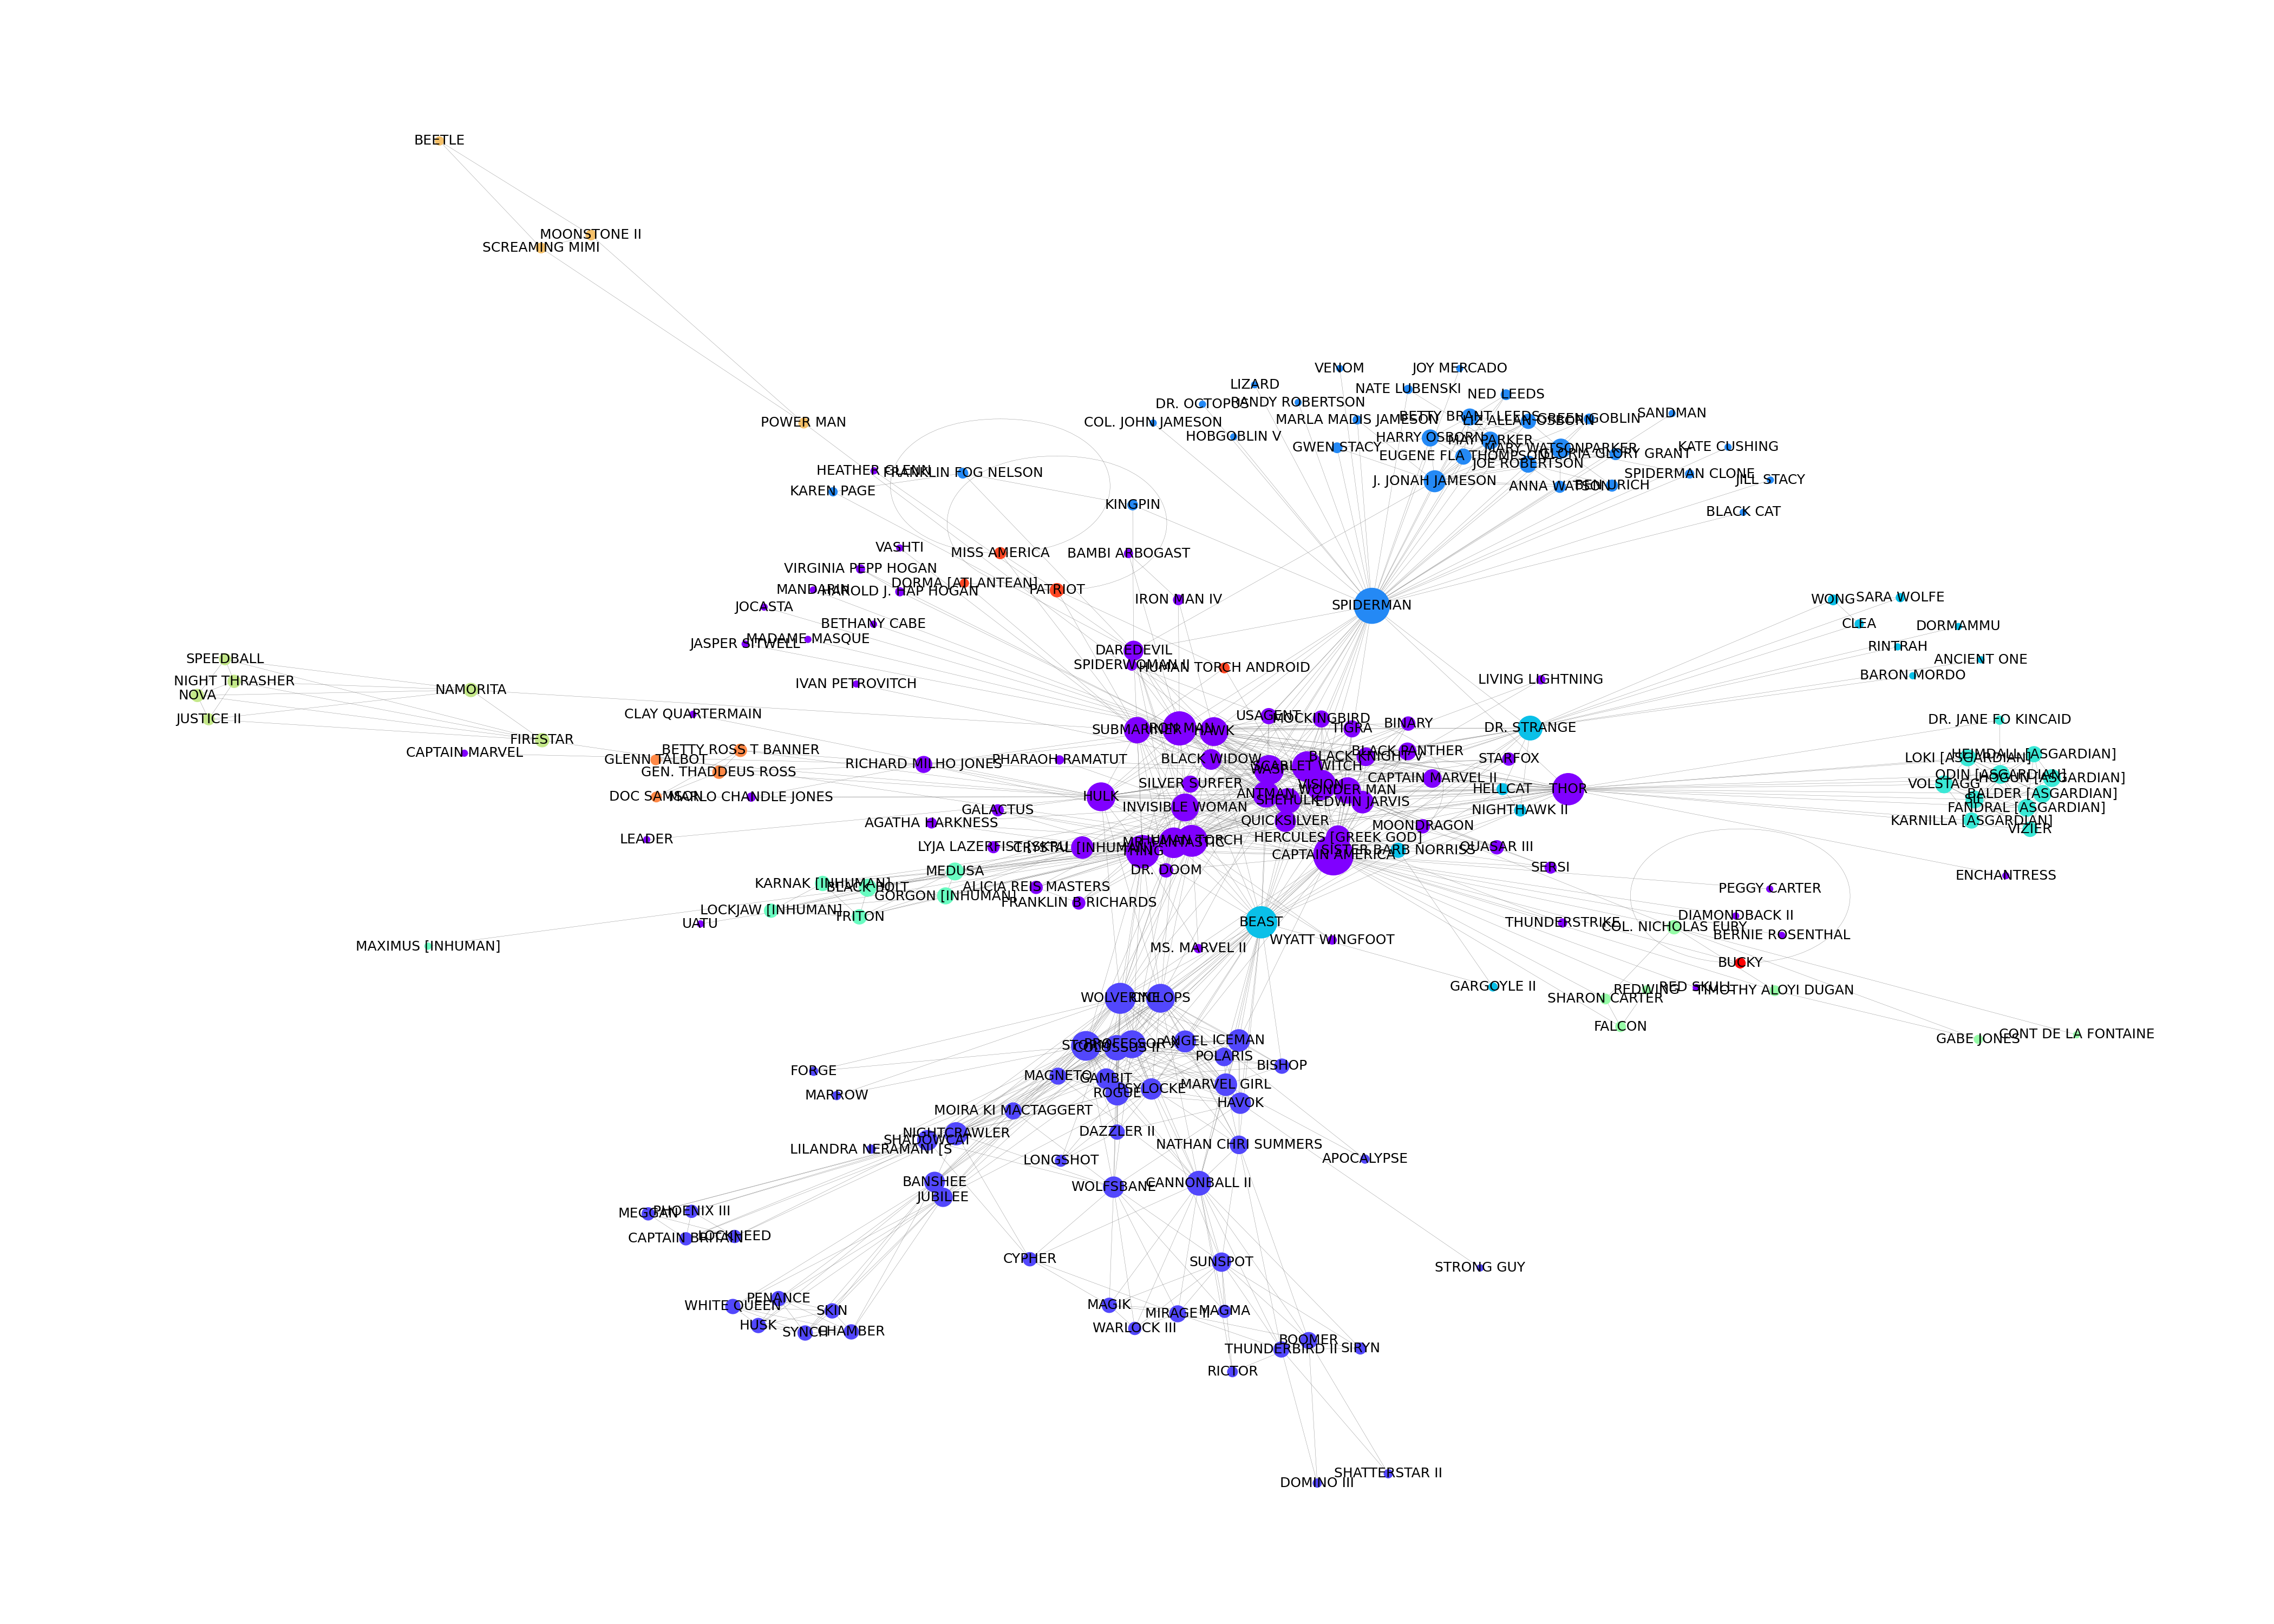 BEETLE
MOONSTONE II
SCREAMING MIMI
VENOM
JOY MERCADO
LIZARD
NATE LUBENSKI
NED LEEDS
DR. OCTOPUS
RANDY ROBERTSON
SANDMAN
POWER MAN
COL. JOHN JAMESON
MARLA MADIS JAMESON
BETTY BRANT LEEDS
LIZ ALLAN OSBORN
GREEN GOBLIN
HOBGOBLIN V
HARRY OSBORN
MAY PARKER
GWEN STACY
MARY WATSONPARKER
KATE CUSHING
EUGENE FLA THOMPSON
GLORIA GLORY GRANT
JOE ROBERTSON
HEATHER GLENN
FRANKLIN FOG NELSON
SPIDERMAN CLONE
JILL STACY
J. JONAH JAMESON
ANNA WATSON
BEN URICH
KAREN PAGE
KINGPIN
BLACK CAT
VASHTI
MISS AMERICA
BAMBI ARBOGAST
VIRGINIA PEPP HOGAN
DORMA [ATLANTEAN]
MANDARIN
HAROLD J. HAP HOGAN
PATRIOT
IRON MAN IV
JOCASTA
SPIDERMAN
WONG
SARA WOLFE
BETHANY CABE
CLEA
DORMAMMU
MADAME MASQUE
JASPER SITWELL
DAREDEVIL
RINTRAH
SPEEDBALL
SPIDERWOMAN II
HUMAN TORCH ANDROID
ANCIENT ONE
BARON MORDO
NIGHT THRASHER
IVAN PETROVITCH
LIVING LIGHTNING
NOVA
NAMORITA
CLAY QUARTERMAIN
USAGENT
JUSTICE II
MOCKINGBIRD
DR. JANE FO KINCAID
SUBMARINER
IRON MAN
HAWK
TIGRA
BINARY
DR. STRANGE
FIRESTAR
CAPTAIN MARVEL
BETTY ROSS T BANNER
GLENN TALBOT
PHARAOH RAMATUT
BLACK WIDOW
BLACK KNIGHT V
BLACK PANTHER
STARFOX
LOKI [ASGARDIAN]
HEIMDALL [ASGARDIAN]
RICHARD MILHO JONES
GEN. THADDEUS ROSS
WASP
SCARLET WITCH
ODIN [ASGARDIAN]
HOGUN [ASGARDIAN]
SILVER SURFER
VISION
CAPTAIN MARVEL II
VOLSTAGG
DOC SAMSON
MARLO CHANDLE JONES
HULK
ANTMAN
WONDER MAN
HELLCAT
THOR
BALDER [ASGARDIAN]
SIF
GALACTUS
INVISIBLE WOMAN
SHEHULK
EDWIN JARVIS
NIGHTHAWK II
FANDRAL [ASGARDIAN]
AGATHA HARKNESS
QUICKSILVER
MOONDRAGON
KARNILLA [ASGARDIAN]
VIZIER
LEADER
HERCULES [GREEK GOD]
LYJA LAZERFIST [SKRU
CRYSTAL [INHUMAN]
HUMAN TORCH
THING
CAPTAIN AMERICA
SISTER BARB NORRISS
QUASAR III
SERSI
MEDUSA
DR. DOOM
ENCHANTRESS
KARNAK [INHUMAN]
BLACK BOLT
ALICIA REIS MASTERS
PEGGY CARTER
GORGON [INHUMAN]
FRANKLIN B RICHARDS
LOCKJAW [INHUMAN]
TRITON
UATU
BEAST
THUNDERSTRIKE
DIAMONDBACK II
COL. NICHOLAS FURY
BERNIE ROSENTHAL
MAXIMUS [INHUMAN]
MS. MARVEL II
WYATT WINGFOOT
BUCKY
GARGOYLE II
REDWING
RED SKULL
TIMOTHY ALOYI DUGAN
WOLVERINE
CYCLOPS
SHARON CARTER
FALCON
CONT DE LA FONTAINE
GABE JONES
STORM
COLOSSUS II
PROFESSOR X
ANGEL
ICEMAN
POLARIS
BISHOP
FORGE
MAGNETO
GAMBIT
PSYLOCKE
MARVEL GIRL
MARROW
ROGUE
HAVOK
MOIRA KI MACTAGGERT
NIGHTCRAWLER
SHADOWCAT
DAZZLER II
NATHAN CHRI SUMMERS
LILANDRA NERAMANI [S
LONGSHOT
APOCALYPSE
BANSHEE
JUBILEE
WOLFSBANE
CANNONBALL II
MEGGAN
PHOENIX III
CAPTAIN BRITAIN
LOCKHEED
CYPHER
SUNSPOT
STRONG GUY
WHITE QUEEN
PENANCE
SKIN
MAGIK
MIRAGE II
MAGMA
HUSK
SYNCH
CHAMBER
WARLOCK III
BOOMER
THUNDERBIRD II
SIRYN
RICTOR
SHATTERSTAR II
DOMINO III